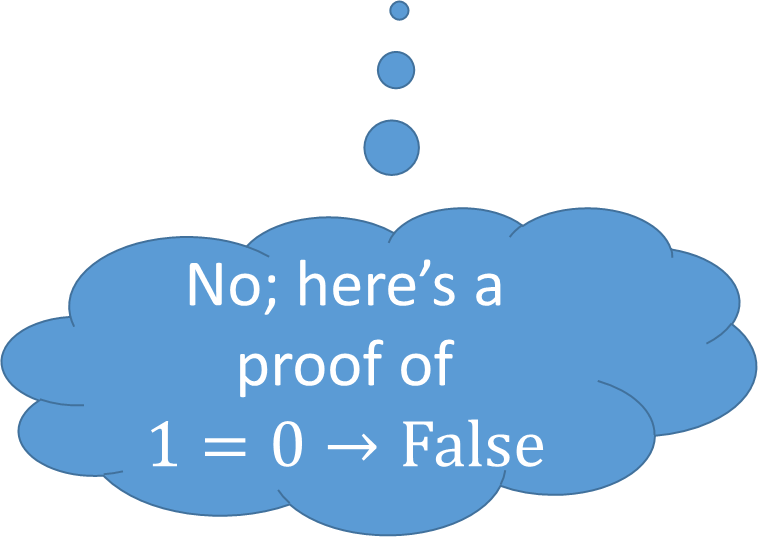 No; here’s a
proof of
1 = 0 → False